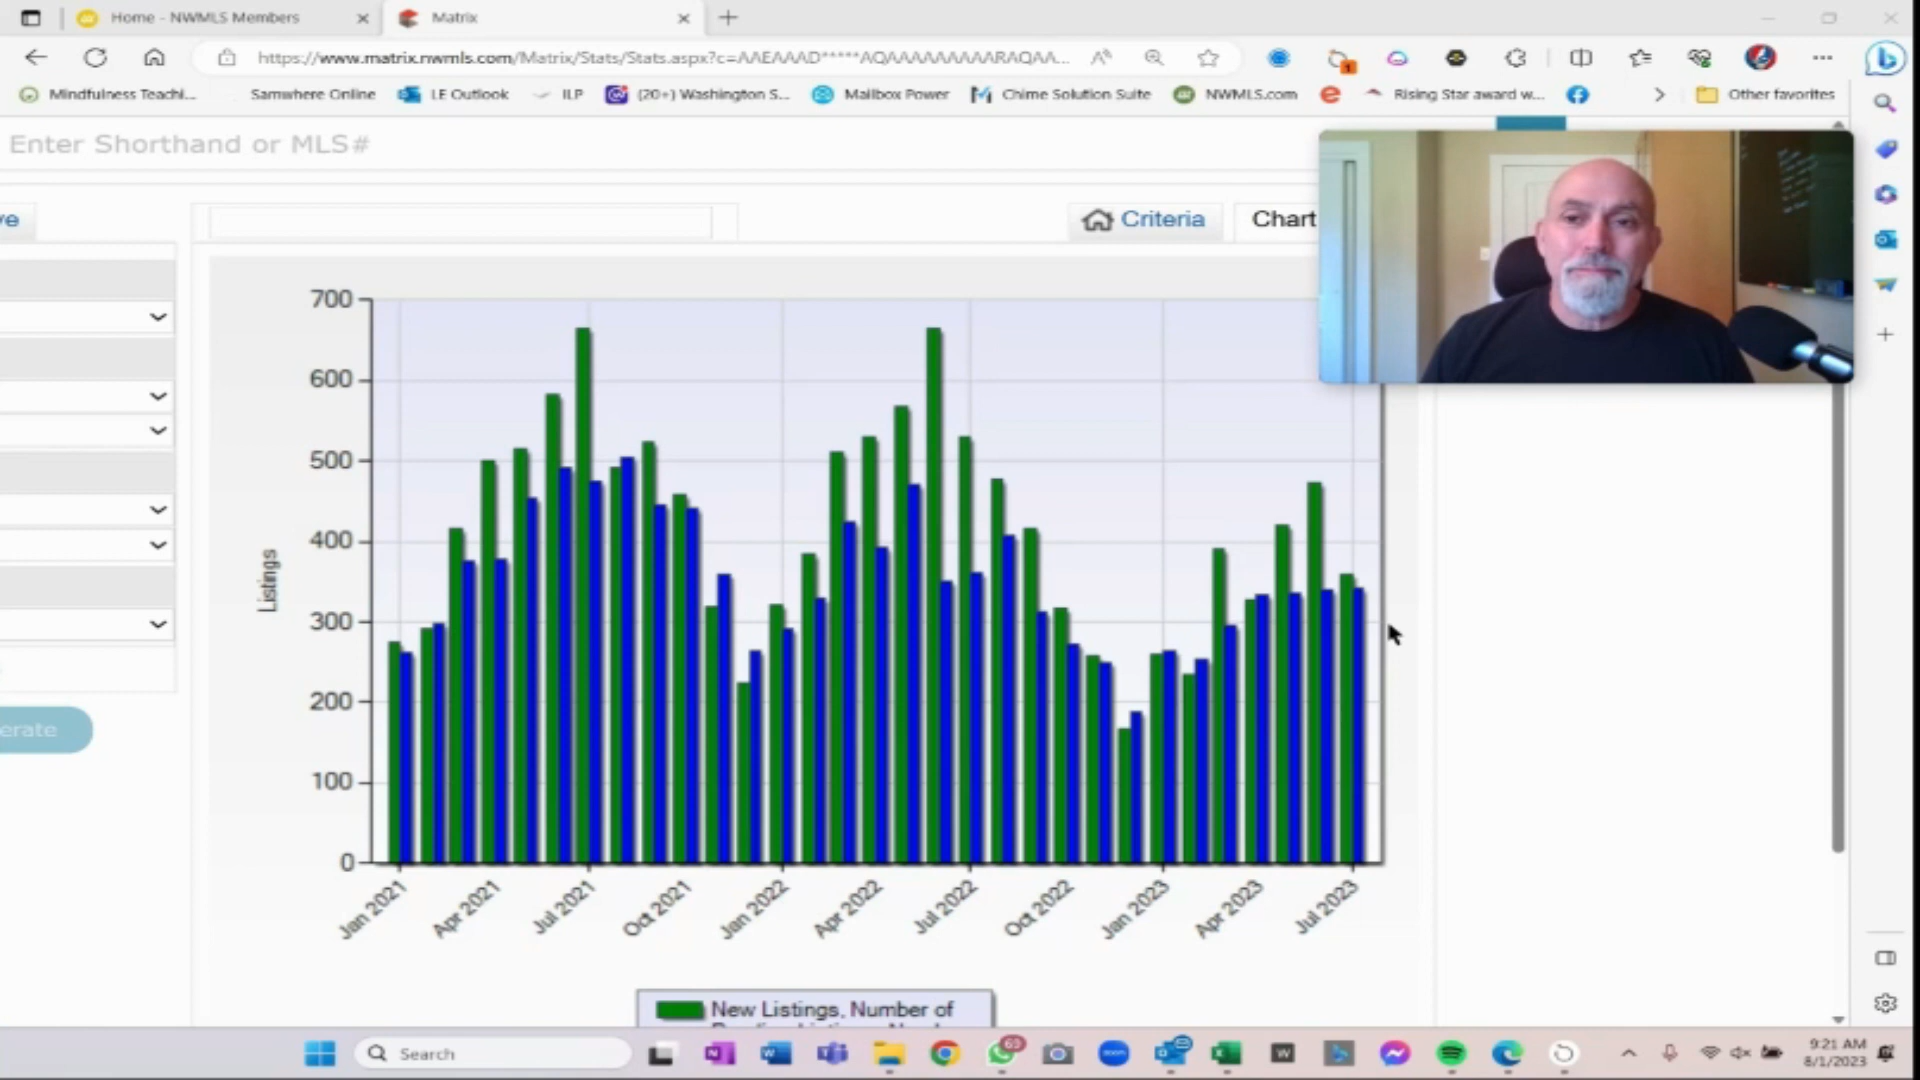 Home - NWMLS Members
Matrix
https://www.matrix.nwmls.com/Matrix/Stats/Stats.aspx?c=AAEAAAD*****AQAAAAAAAAARAQAA...
Mindfulness Teachi...
Samwhere Online
LE Outlook
ILP
(20+) Washington S...
Mailbox Power
Chime Solution Suite
NWMLS.com
Rising Star award w...
Other favorites
Enter Shorthand or MLS#
ve
Criteria
Chart
700
600
500
400
300
200
100
0
Listings
erate
Jan 2021
Apr 2021
Jul 2021
Oct 2021
Jan 2022
Apr 2022
Jul 2022
Oct 2022
Jan 2023
Apr 2023
Jul 2023
New Listings, Number of
Search
69
9:21 AM
8/1/2023